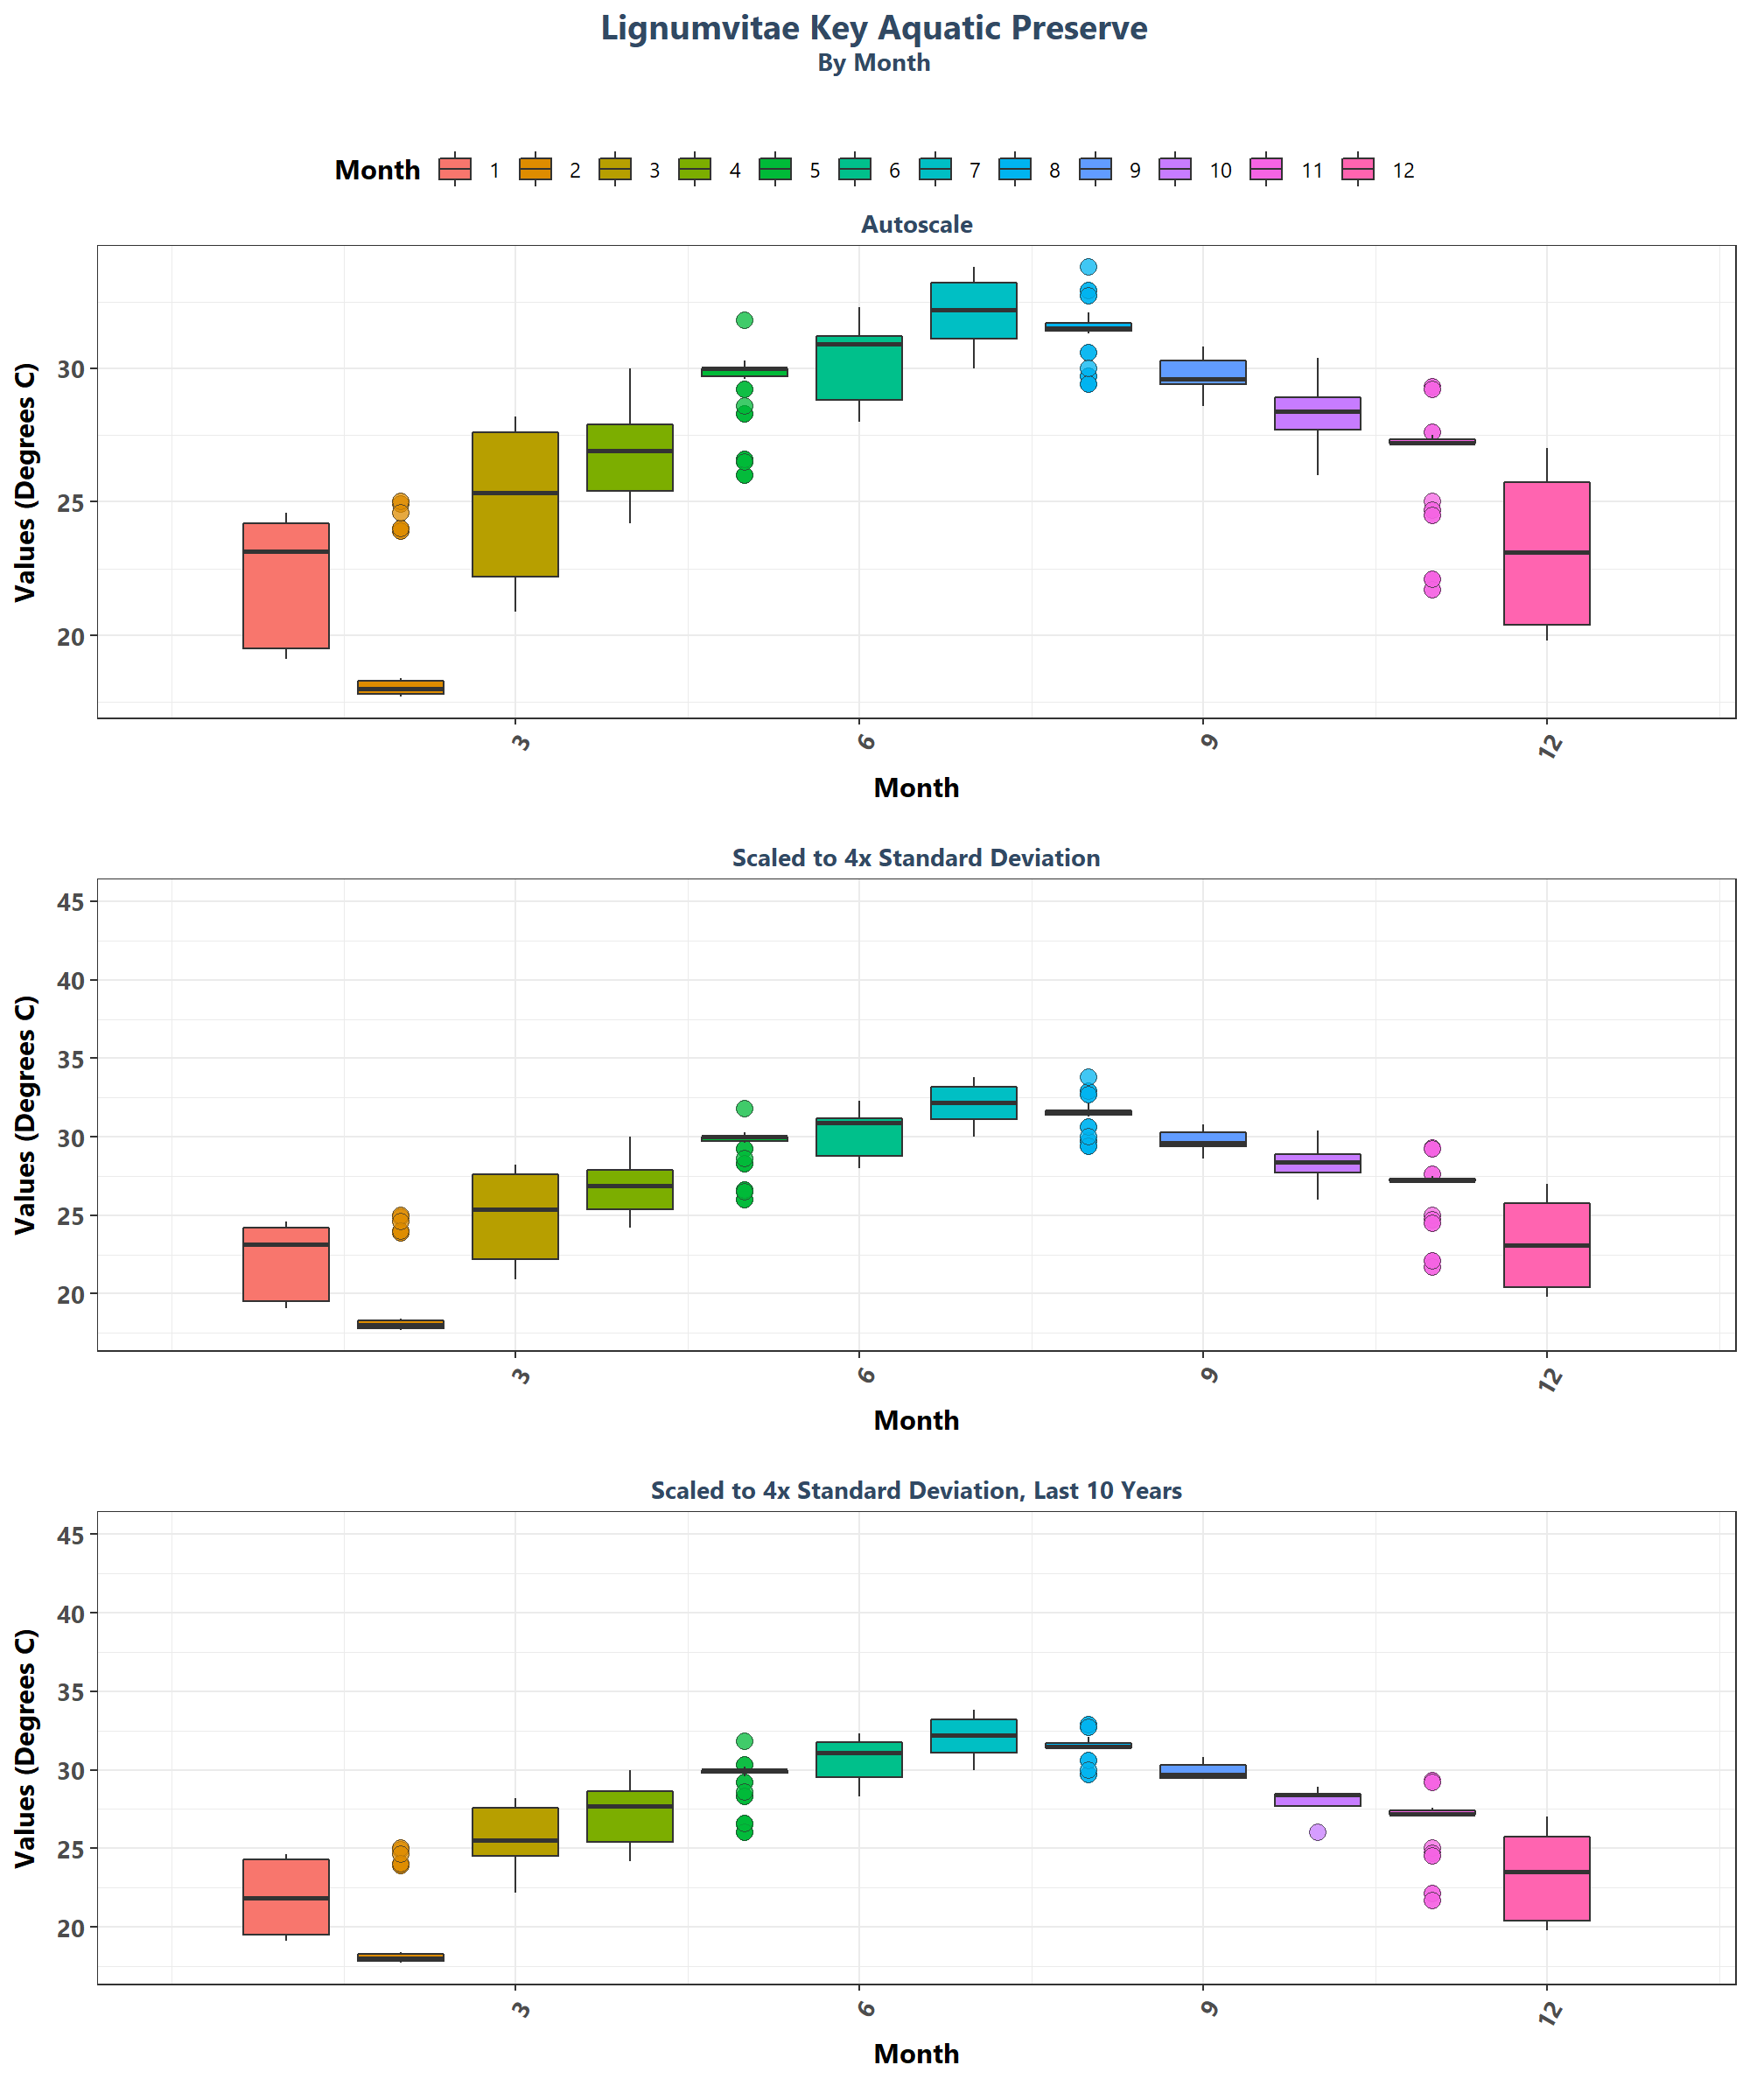 Lignumvitae Key Aquatic Preserve
By Month
Month 1 2 3 4 5 6 7 8 9 10 11 12
Autoscale
Values (Degrees C)
30
25
20
3 6 9 12
Month
Scaled to 4x Standard Deviation
Values (Degrees C)
45
40
35
30
25
20
3 6 9 12
Month
Scaled to 4x Standard Deviation, Last 10 Years
Values (Degrees C)
45
40
35
30
25
20
3 6 9 12
Month